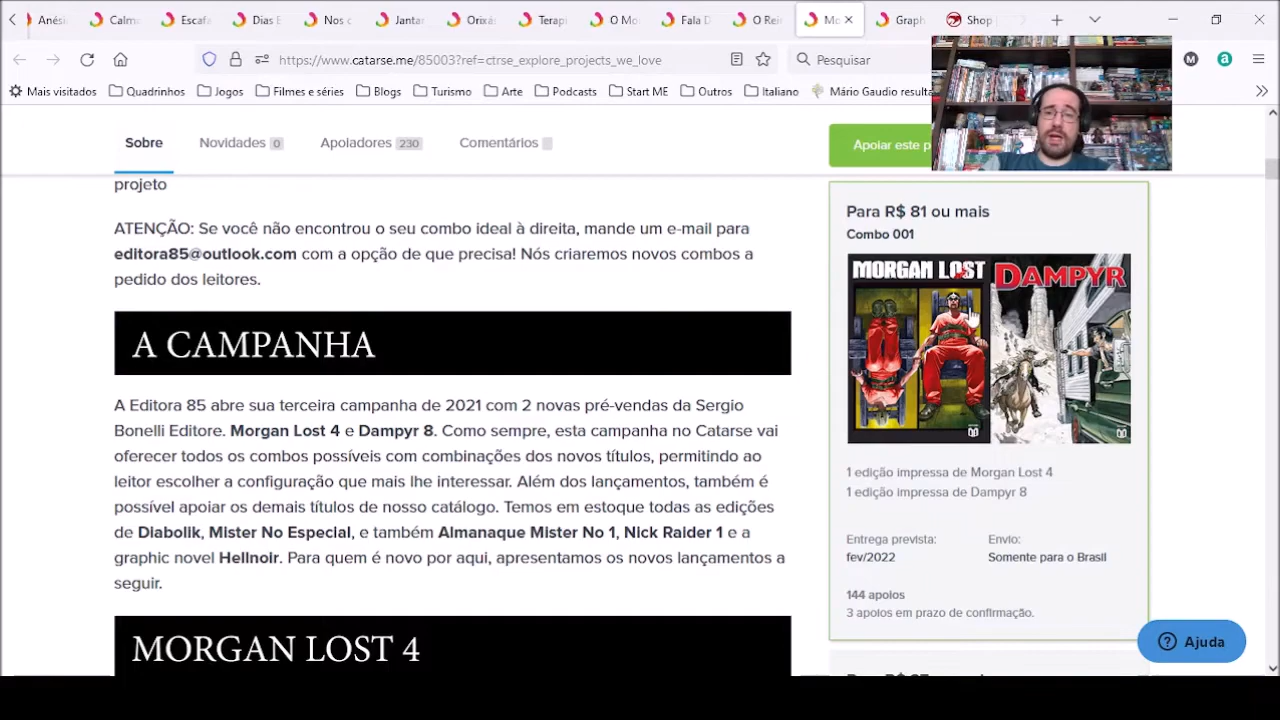 Anési
Calmo
Escafa
Dias E
Nos c
Jantar
Orixá
Terapi
O Mo
Fala D
O Rei
Mo
Graph
Shop
https://www.catarse.me/85003?ref=ctrse_explore_projects_we_love
Pesquisar
M
a
Mais visitados
Quadrinhos
Jogos
Filmes e séries
Blogs
Turismo
Arte
Podcasts
Start ME
Outros
Italiano
Mário Gaudio resulta
Sobre
Novidades 0
Apoiadores 230
Comentários
Apoiar este p
projeto
ATENÇÃO: Se você não encontrou o seu combo ideal à direita, mande um e-mail para
editora85@outlook.com com a opção de que precisa! Nós criaremos novos combos a
pedido dos leitores.
A CAMPANHA
A Editora 85 abre sua terceira campanha de 2021 com 2 novas pré-vendas da Sergio
Bonelli Editore. Morgan Lost 4 e Dampyr 8. Como sempre, esta campanha no Catarse vai
oferecer todos os combos possíveis com combinações dos novos títulos, permitindo ao
leitor escolher a configuração que mais lhe interessar. Além dos lançamentos, também é
possível apoiar os demais títulos de nosso catálogo. Temos em estoque todas as edições
de Diabolik, Mister No Especial, e também Almanaque Mister No 1, Nick Raider 1 e a
graphic novel Hellnoir. Para quem é novo por aqui, apresentamos os novos lançamentos a
seguir.
MORGAN LOST 4
Para R$ 81 ou mais
Combo 001
MORGAN LOST
DAMPYR
1 edição impressa de Morgan Lost 4
1 edição impressa de Dampyr 8
Entrega prevista:
fev/2022
Envio:
Somente para o Brasil
144 apoios
3 apoios em prazo de confirmação.
Ajuda